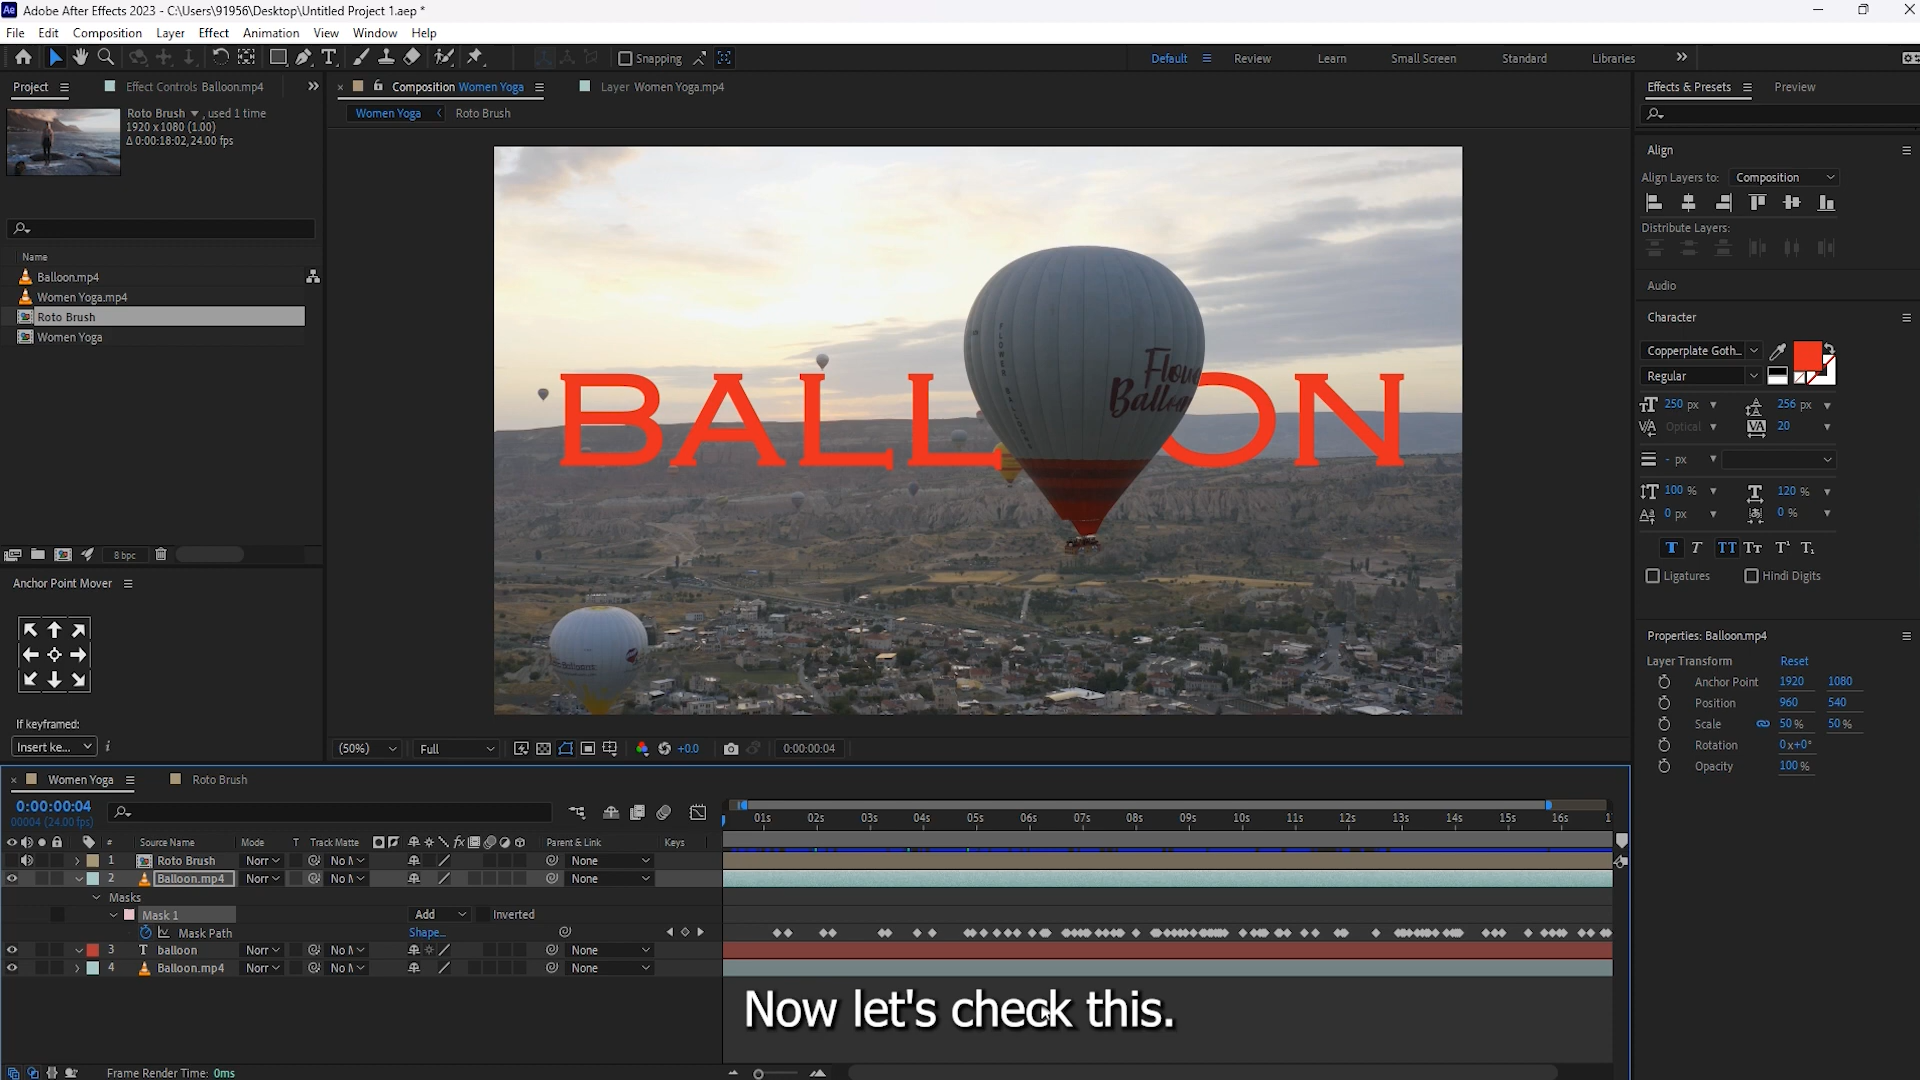 Adobe After Effects 2023 - C:\Users\91956\Desktop\Untitled Project 1.aep *
File Edit Composition Layer Effect Animation View Window Help
Snapping
Default Review Learn Small Screen Standard Libraries
Project Effect Controls Balloon.mp4
Composition Women Yoga Layer Women Yoga.mp4
Effects & Presets Preview
Roto Brush , used 1 time
1920 x 1080 (1.00)
Δ 0:00:18:02, 24.00 fps
Women Yoga Roto Brush
Name
Balloon.mp4
Women Yoga.mp4
Roto Brush
Women Yoga
8 bpc
Anchor Point Mover
If keyframed:
Insert ke...
BALL ON
Flow
Balloon
(50%) Full +0.0 0:00:00:04
Align
Align Layers to: Composition
Distribute Layers:
Audio
Character
Copperplate Goth...
Regular
250 px 256 px
Optical 20
- px
100 % 120 %
0 px 0 %
T T TT Tт T¹ T₁
Ligatures Hindi Digits
Properties: Balloon.mp4
Layer Transform Reset
Anchor Point 1920 1080
Position 960 540
Scale 50 % 50 %
Rotation 0x+0°
Opacity 100 %
Women Yoga Roto Brush
0:00:00:04
00004 (24.00 fps)
01s 02s 03s 04s 05s 06s 07s 08s 09s 10s 11s 12s 13s 14s 15s 16s 1
# Source Name Mode T Track Matte Parent & Link Keys
1 Roto Brush Norr No M None
2 Balloon.mp4 Norr No M None
Masks
Mask 1 Add Inverted
Mask Path Shape...
3 T balloon Norr No M None
4 Balloon.mp4 Norr No M None
Now let's check this.
Frame Render Time: 0ms